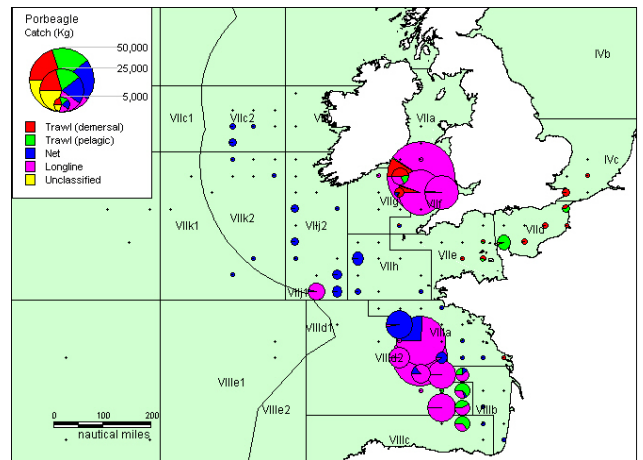 Porbeagle
Catch (Kg)
50,000
25,000
5,000
Trawl (demersal)
Trawl (pelagic)
Net
Longline
Unclassified
IVb
VIIc1
VIIc2
VIIa
IVc
VIIg
VIIf
VIIk1
VIIk2
VIIj2
VIId
VIIe
VIIh
VIIj1
VIIId1
VIIIa
VIIId2
VIIIe1
VIIIe2
VIIIb
VIIIc
0
100
200
nautical miles